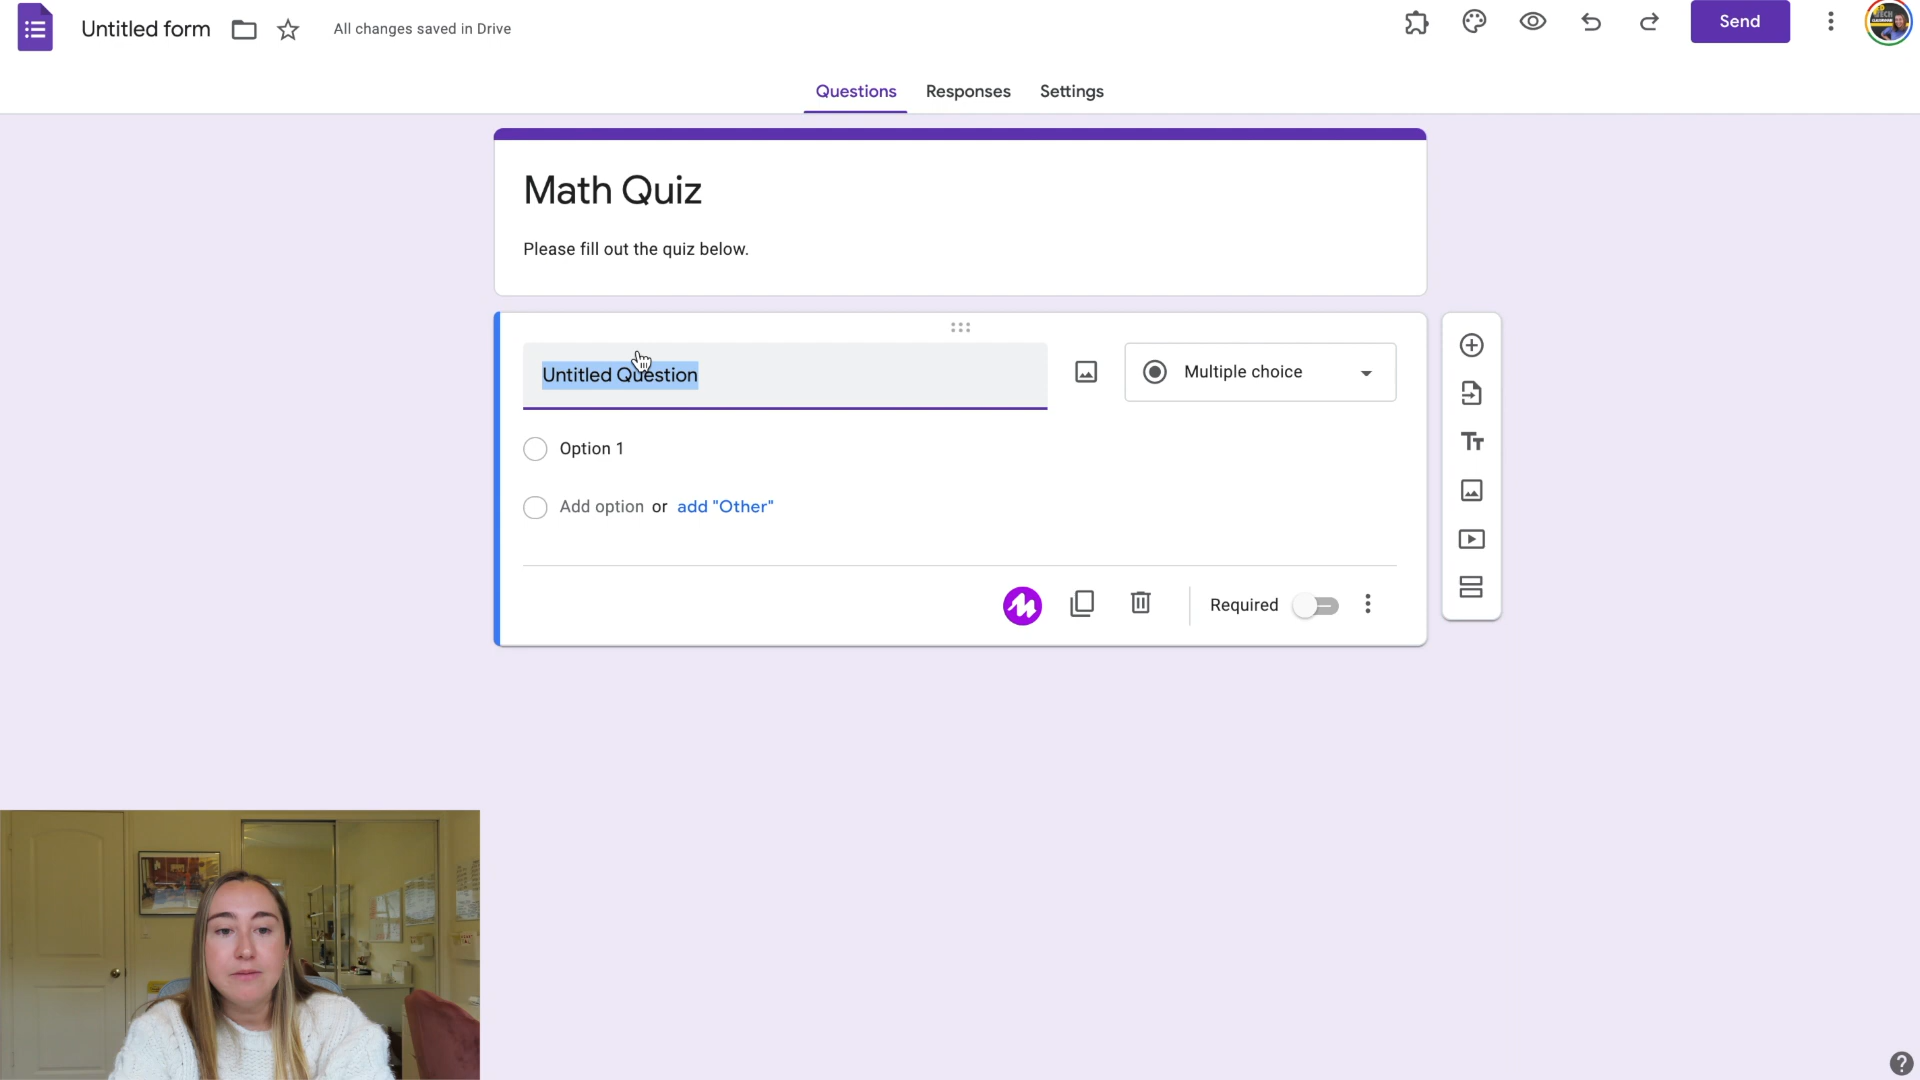 Untitled form
All changes saved in Drive
Send
Questions
Responses
Settings
Math Quiz
Please fill out the quiz below.
Untitled Question
Multiple choice
Option 1
Add option or add "Other"
Required